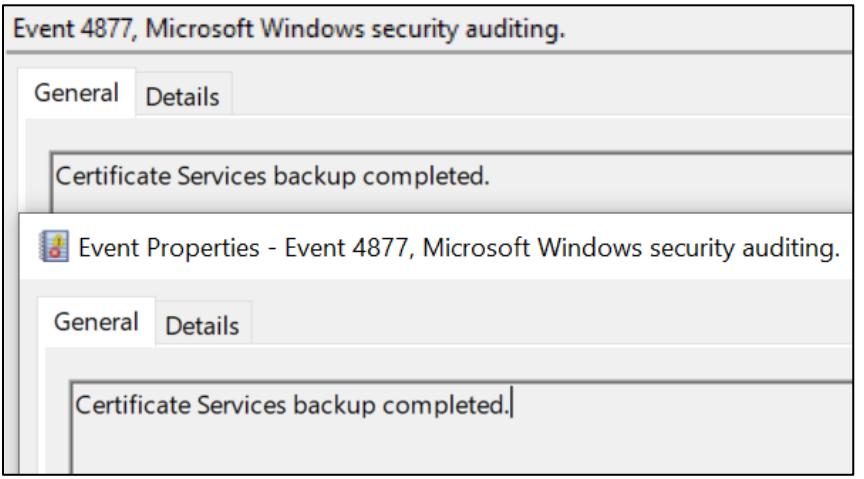 Event 4877, Microsoft Windows security auditing.
General Details
Certificate Services backup completed.
Event Properties - Event 4877, Microsoft Windows security auditing.
General Details
Certificate Services backup completed.